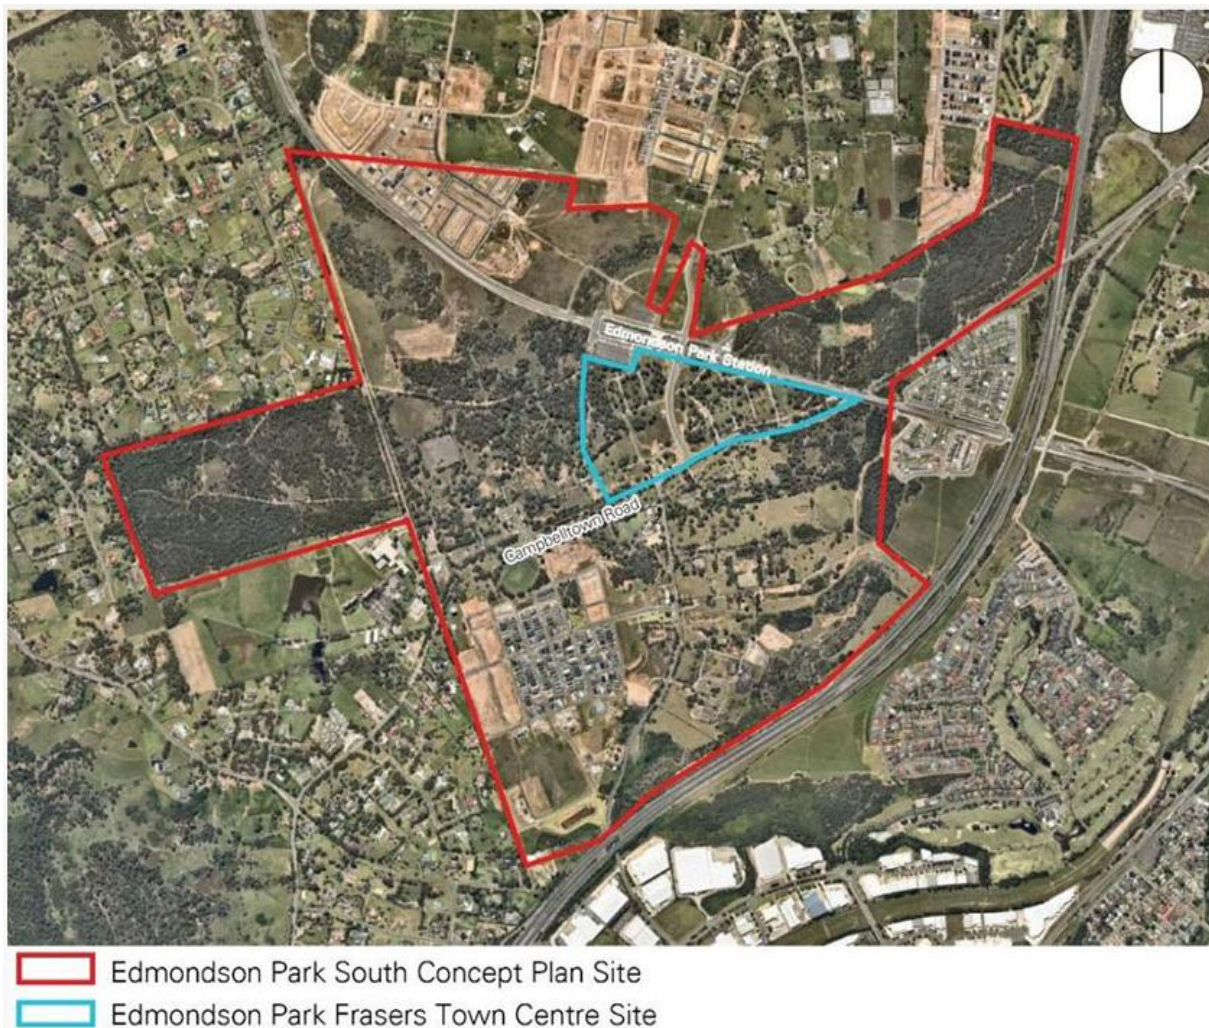 Edmondson Park Station
Campbelltown Road
Edmondson Park South Concept Plan Site
Edmondson Park Frasers Town Centre Site